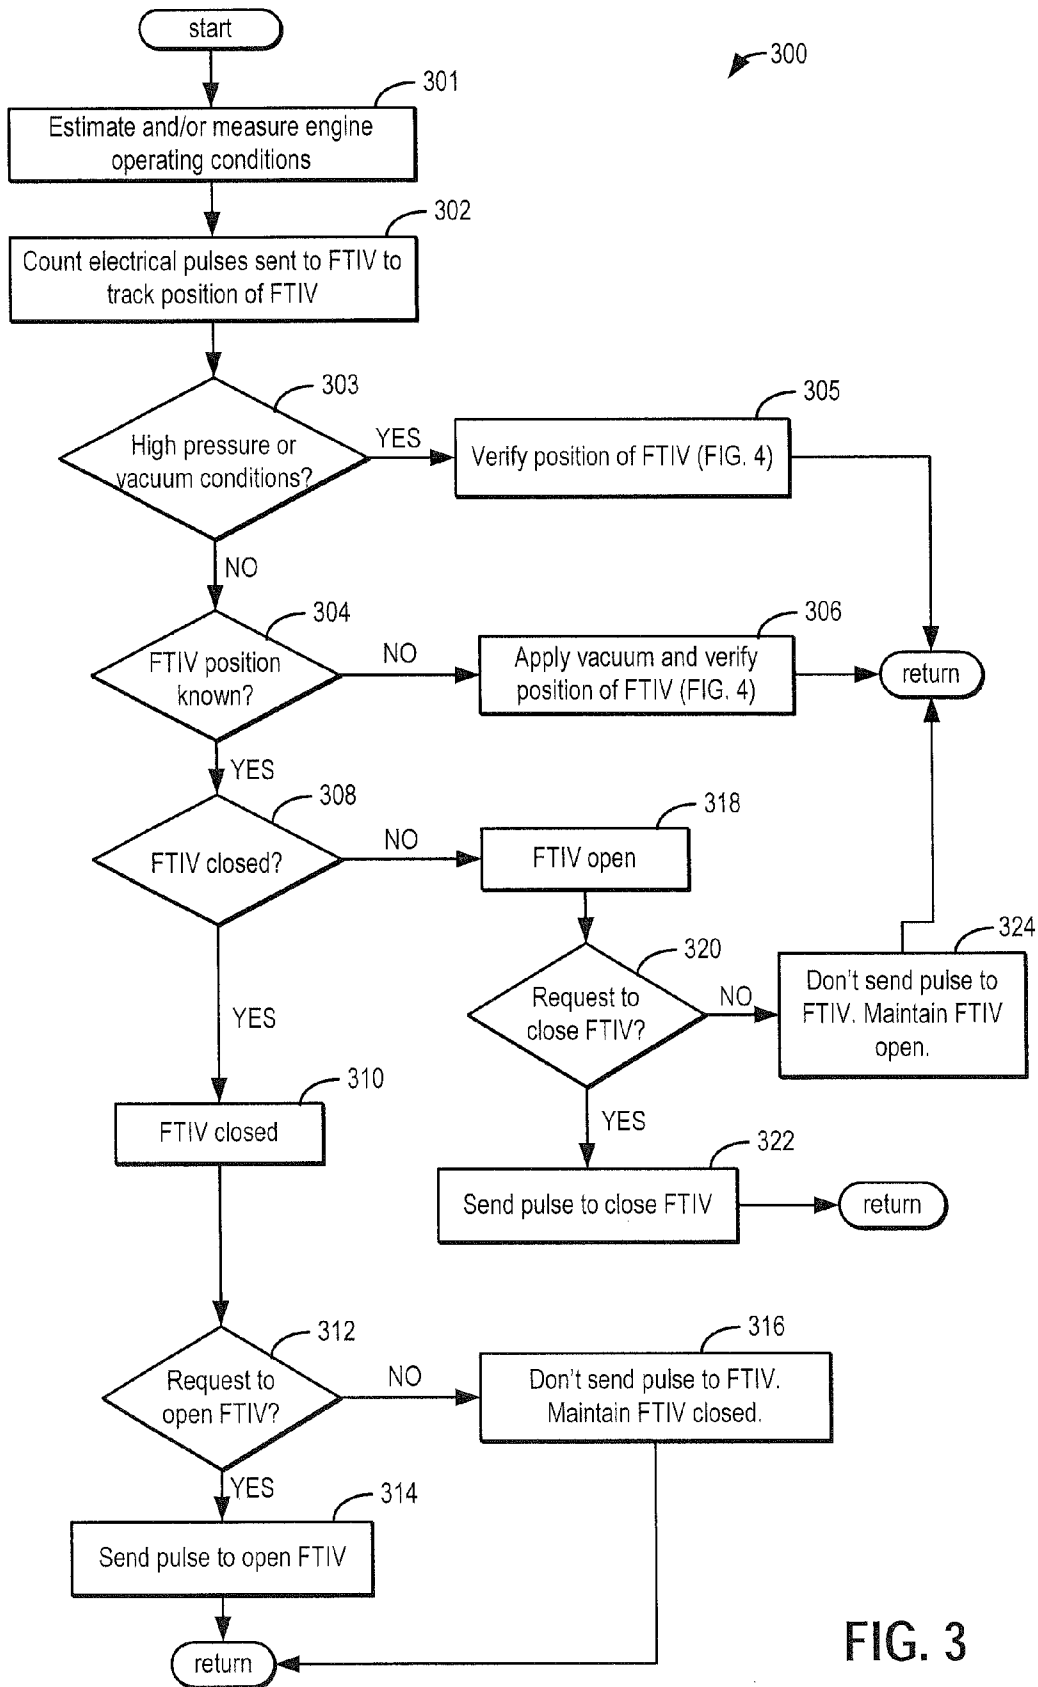 start
300
301
Estimate and/or measure engine
operating conditions
302
Count electrical pulses sent to FTIV to
track position of FTIV
303
High pressure or
vacuum conditions?
YES
305
Verify position of FTIV (FIG. 4)
NO
304
FTIV position
known?
NO
306
Apply vacuum and verify
position of FTIV (FIG. 4)
return
YES
308
FTIV closed?
NO
318
FTIV open
320
Request to
close FTIV?
NO
324
Don't send pulse to
FTIV. Maintain FTIV
open.
YES
YES
310
FTIV closed
322
Send pulse to close FTIV
return
312
Request to
open FTIV?
NO
316
Don't send pulse to FTIV.
Maintain FTIV closed.
YES
314
Send pulse to open FTIV
return
FIG. 3